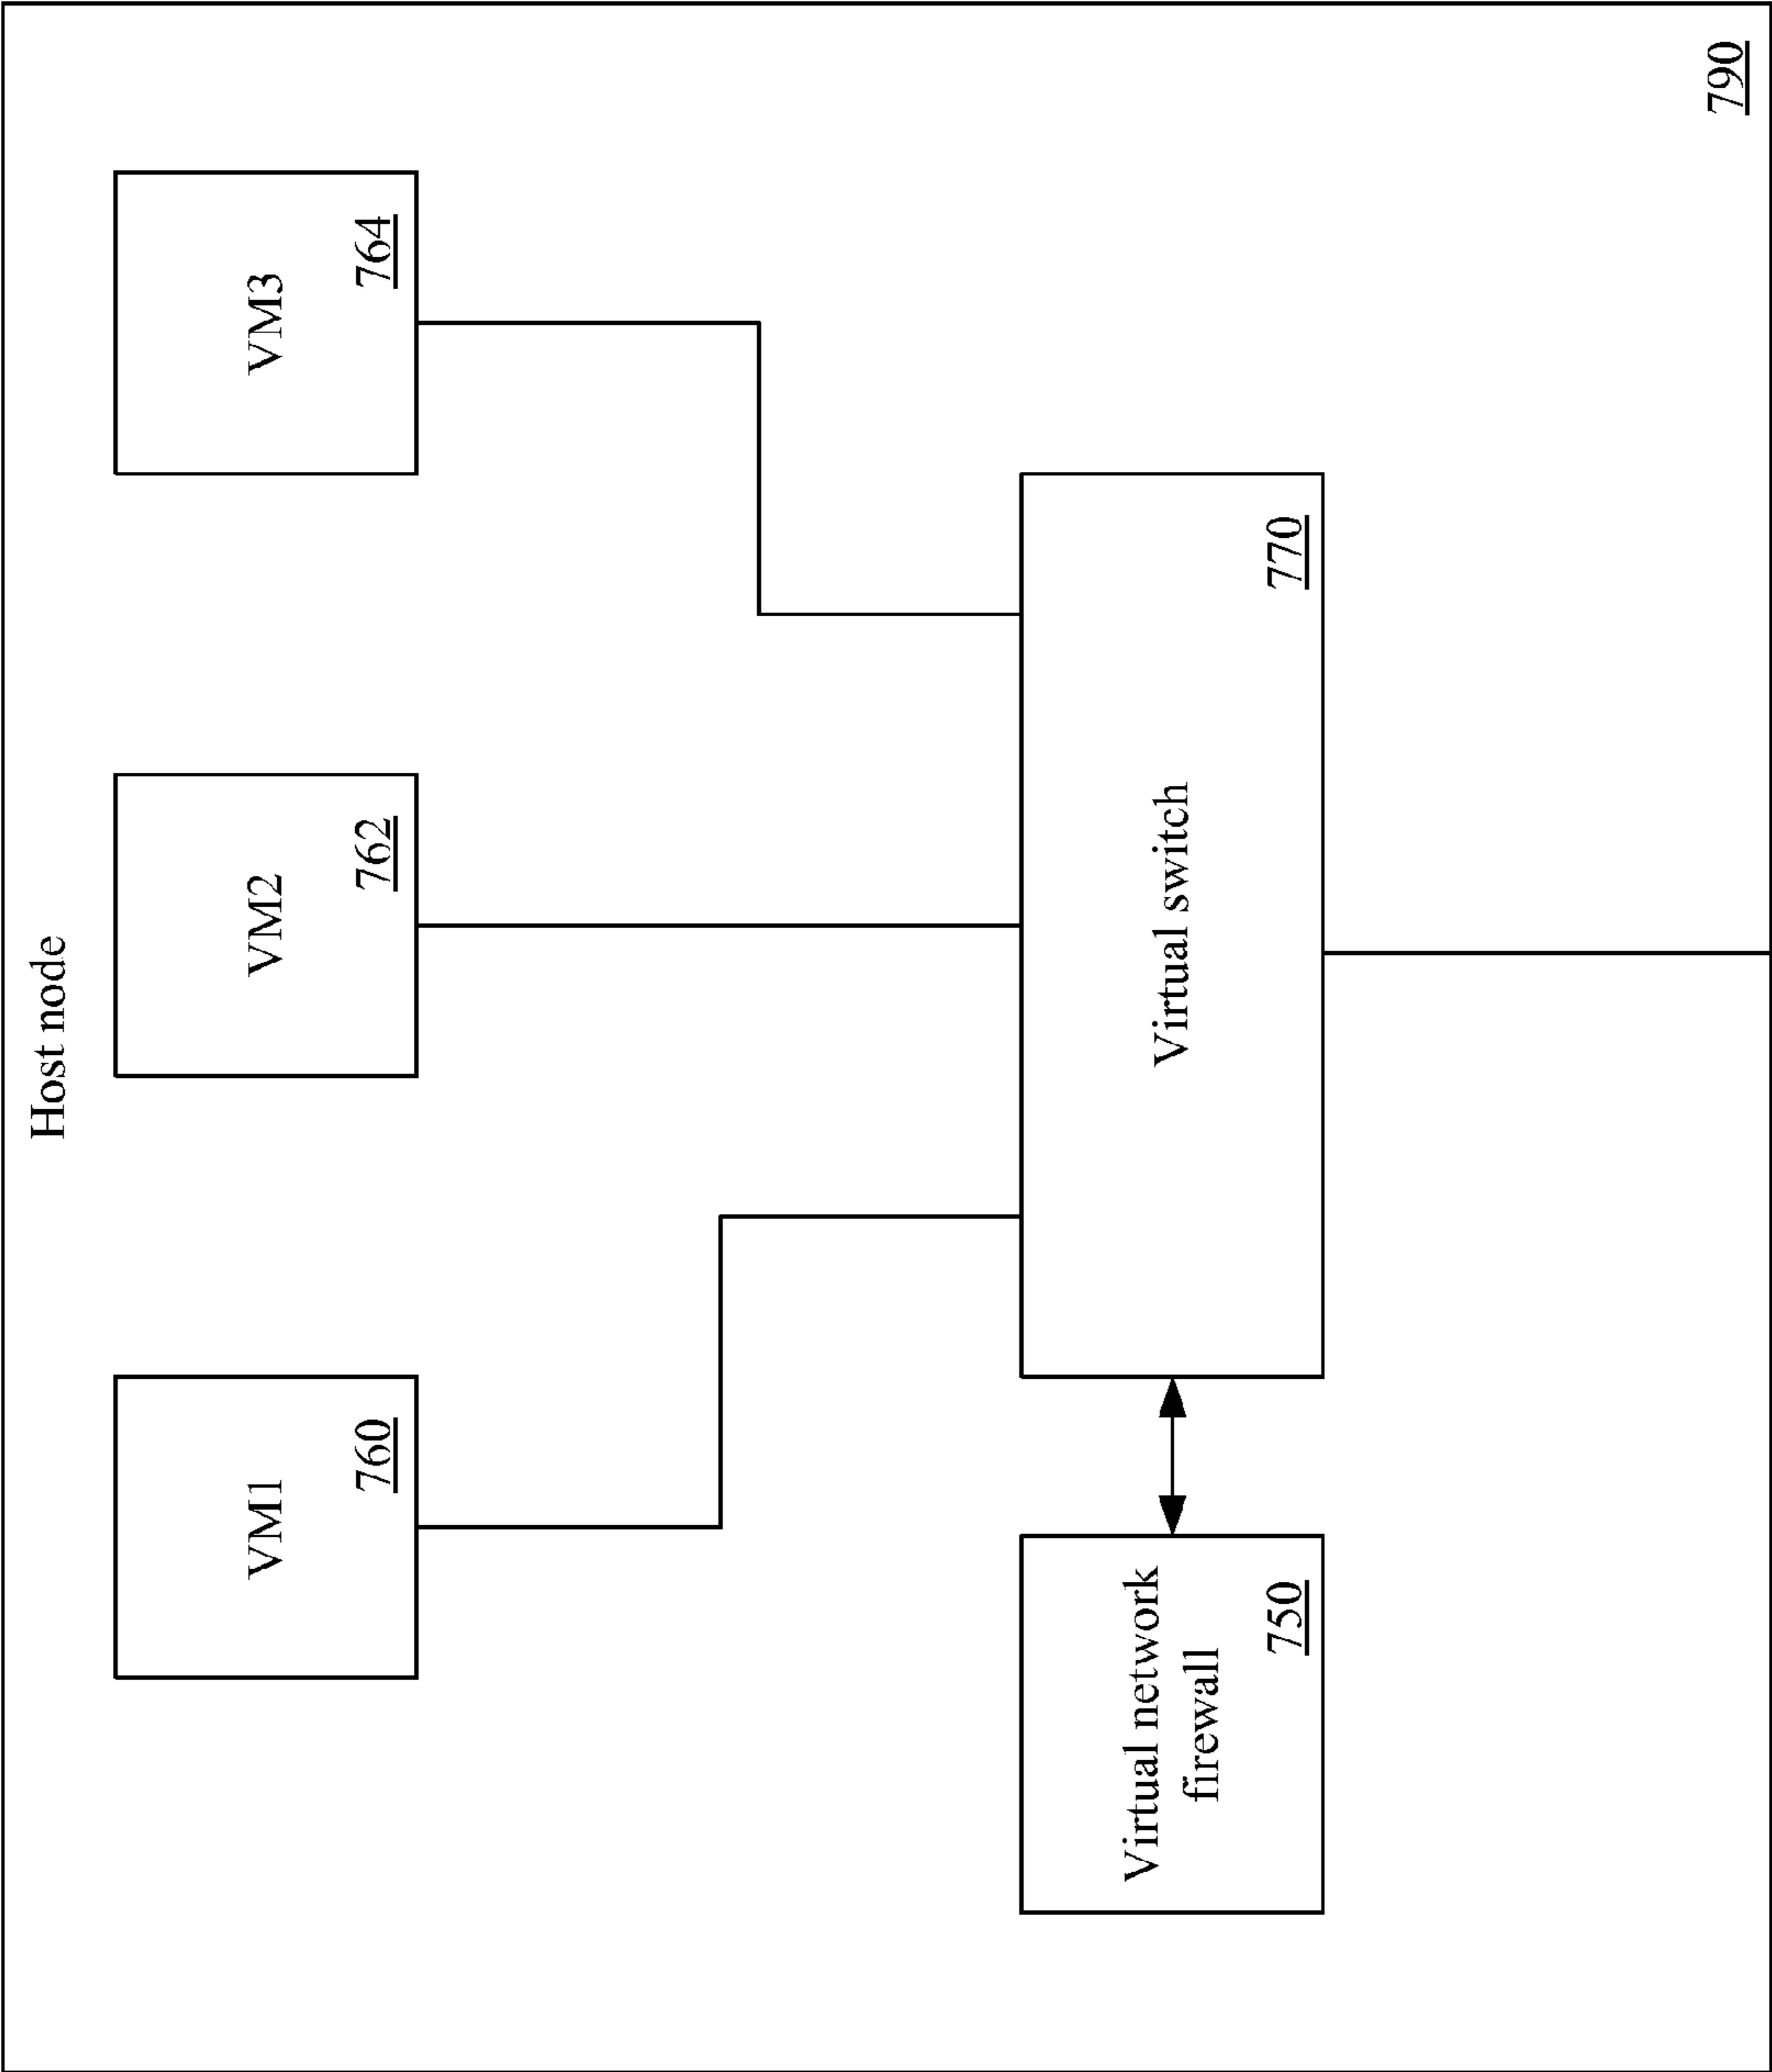 Host node
VM1
760
VM2
762
VM3
764
Virtual network
firewall
750
Virtual switch
770
790